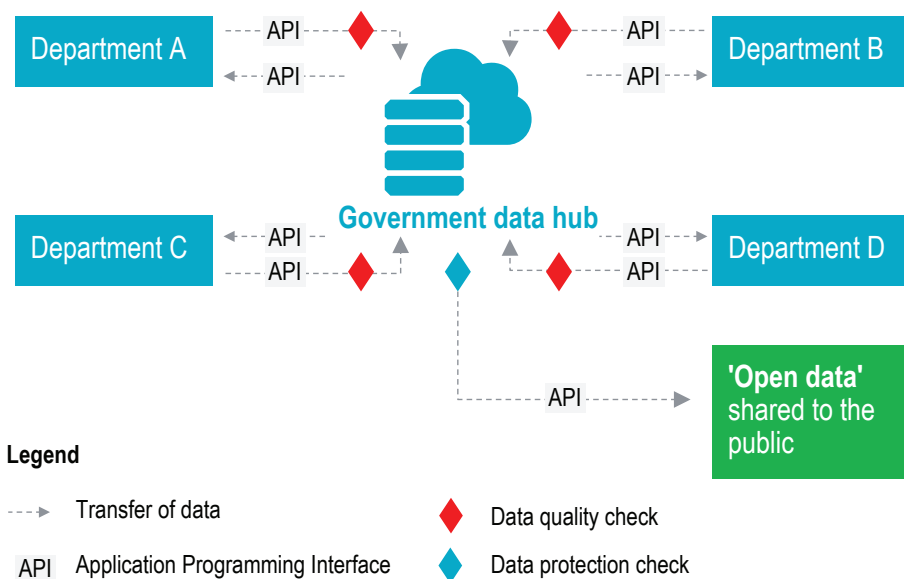 Department A
API
API
Department B
API
API
Government data hub
Department C
API
API
Department D
API
API
'Open data'
shared to the
public
API
Legend
Transfer of data
Data quality check
API Application Programming Interface
Data protection check